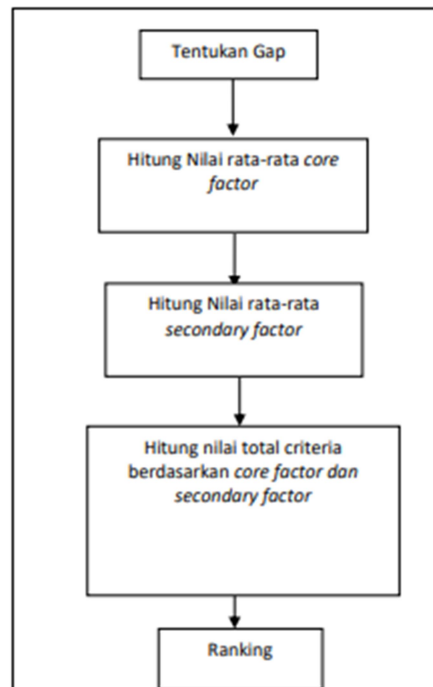 Tentukan Gap
Hitung Nilai rata-rata core
factor
Hitung Nilai rata-rata
secondary factor
Hitung nilai total criteria
berdasarkan core factor dan
secondary factor
Ranking